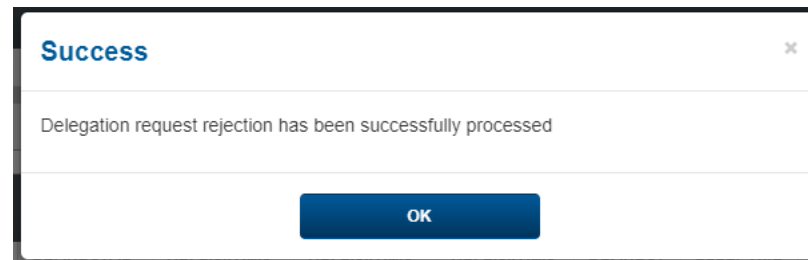 Success
×
Delegation request rejection has been successfully processed
OK